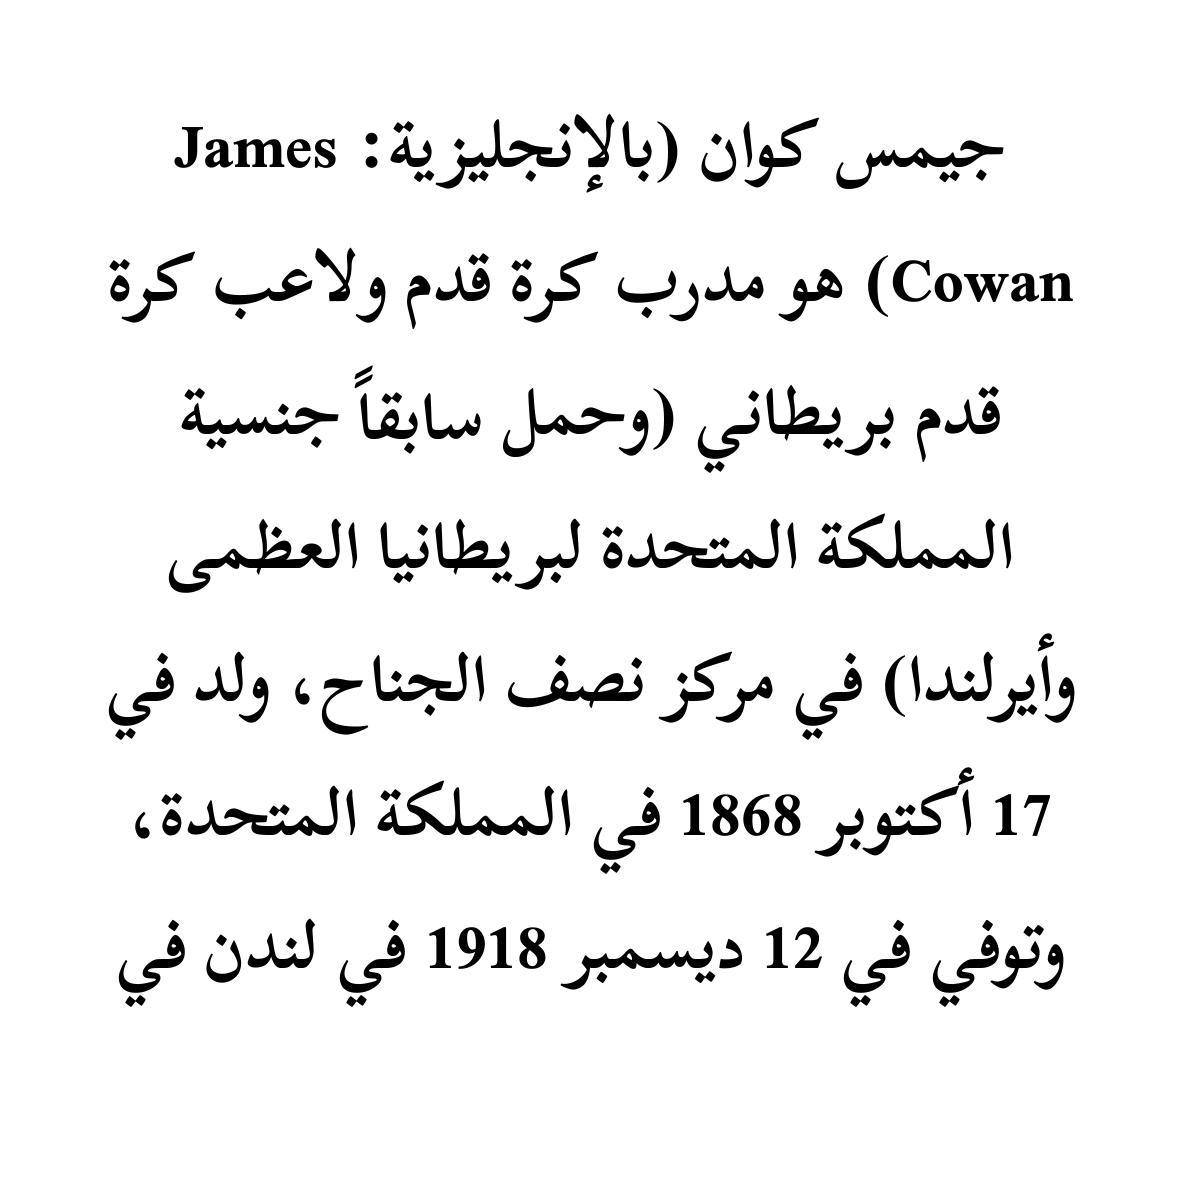 جيمس كوان (بالإنجليزية: James
Cowan) هو مدرب كرة قدم ولاعب كرة
قدم بريطاني (وحمل سابقاً جنسية
المملكة المتحدة لبريطانيا العظمى
وأيرلندا) في مركز نصف الجناح، ولد في
17 أكتوبر 1868 في المملكة المتحدة،
وتوفي في 12 ديسمبر 1918 في لندن في